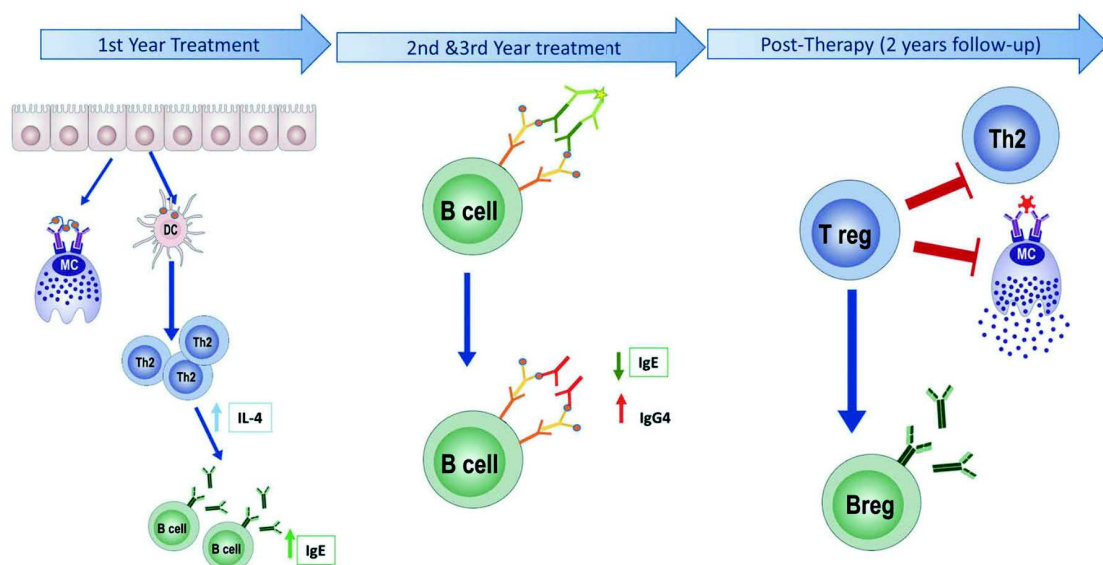 1st Year Treatment
2nd &3rd Year treatment
Post-Therapy (2 years follow-up)
MC
DC
Th2
Th2
Th2
IL-4
B cell
B cell
IgE
B cell
B cell
IgE
IgG4
Th2
T reg
MC
Breg